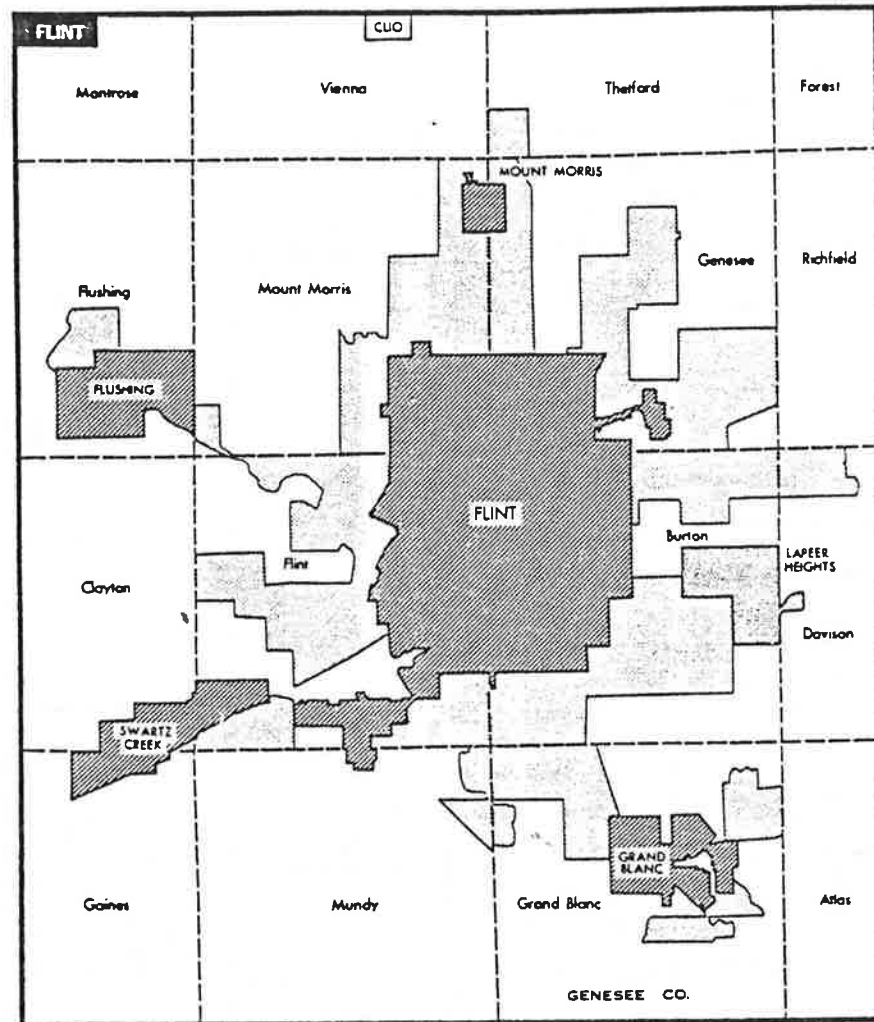 FLINT
CLIO
Montrose
Vienna
Thetford
Forest
MOUNT MORRIS
Flushing
Mount Morris
Genesee
Richfield
FLUSHING
FLINT
Burton
LAPEER
HEIGHTS
Flint
Clayton
Davison
SWARTZ
CREEK
GRAND
BLANC
Gaines
Mundy
Grand Blanc
Atlas
GENESEE CO.